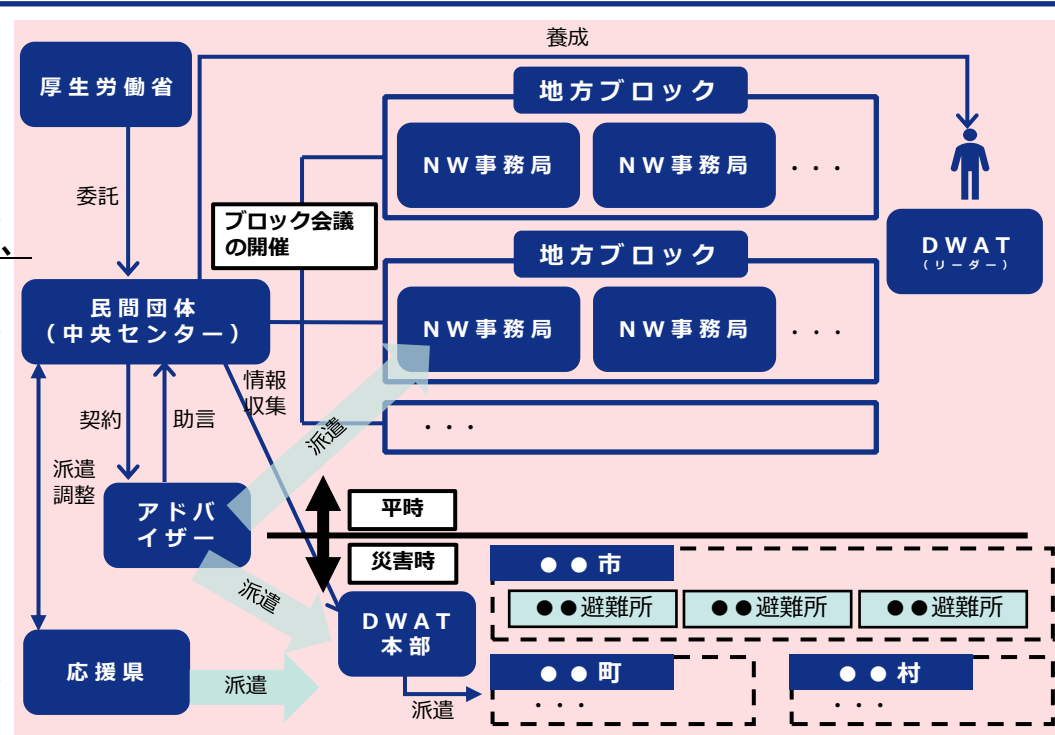 養成
厚生労働省
地方ブロック
NW事務局
NW事務局
・・・
委託
ブロック会議
の開催
DWAT
（リーダー）
、
地方ブロック
民間団体
（中央センター）
NW事務局
NW事務局
・・・
情報
収集
契約
助言
派遣
・・・
派遣
調整
アドバ
イザー
平時
災害時
●●市
派遣
●●避難所
●●避難所
●●避難所
DWAT
本部
応援県
派遣
●●町
・・・
●●村
・・・
派遣